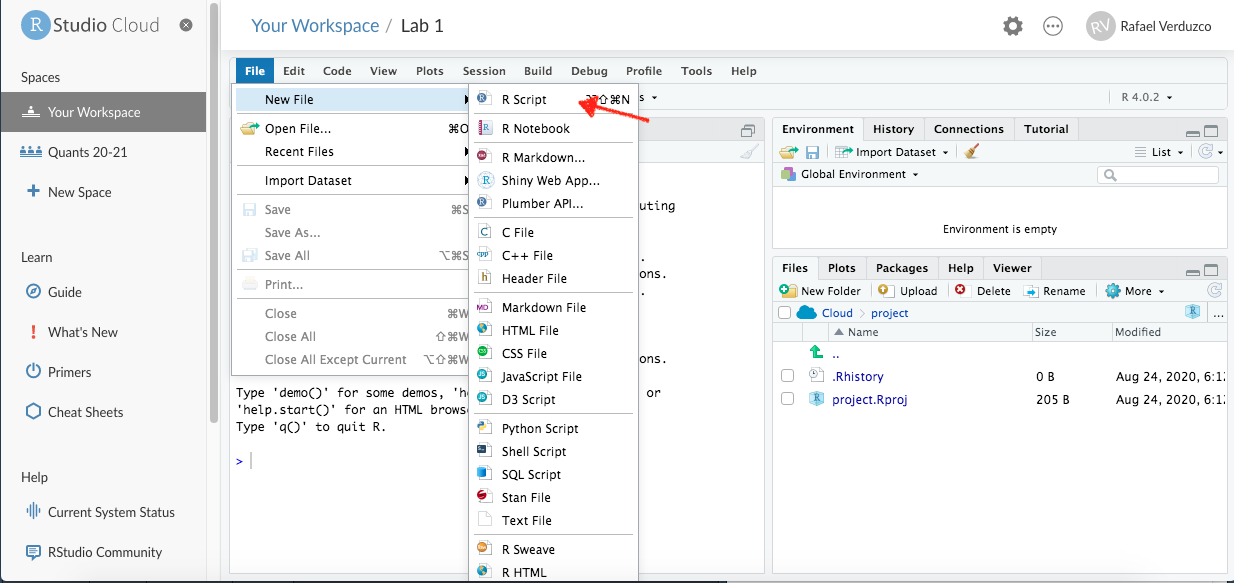 R Studio Cloud
Spaces
Your Workspace
Quants 20-21
New Space
Learn
Guide
What's New
Primers
Cheat Sheets
Help
Current System Status
RStudio Community
Your Workspace / Lab 1
RV Rafael Verduzco
File Edit Code View Plots Session Build Debug Profile Tools Help
R 4.0.2
New File
Open File... ⌘O
Recent Files
Import Dataset
Save ⌘S
Save As...
Save All ⌥⌘S
Print...
Close ⌘W
Close All ⇧⌘W
Close All Except Current ⌥⇧⌘W
R Script ⇧⌘N
R Notebook
R Markdown...
Shiny Web App...
Plumber API...
C File
C++ File
Header File
Markdown File
HTML File
CSS File
JavaScript File
D3 Script
Python Script
Shell Script
SQL Script
Stan File
Text File
R Sweave
R HTML
uting
.
ons.
.
ons.
Type 'demo()' for some demos, 'he or
'help.start()' for an HTML brows
Type 'q()' to quit R.
>
Environment History Connections Tutorial
Import Dataset List
Global Environment
Environment is empty
Files Plots Packages Help Viewer
New Folder Upload Delete Rename More
Cloud project ...
Name Size Modified
..
.Rhistory 0 B Aug 24, 2020, 6:12
project.Rproj 205 B Aug 24, 2020, 6:12